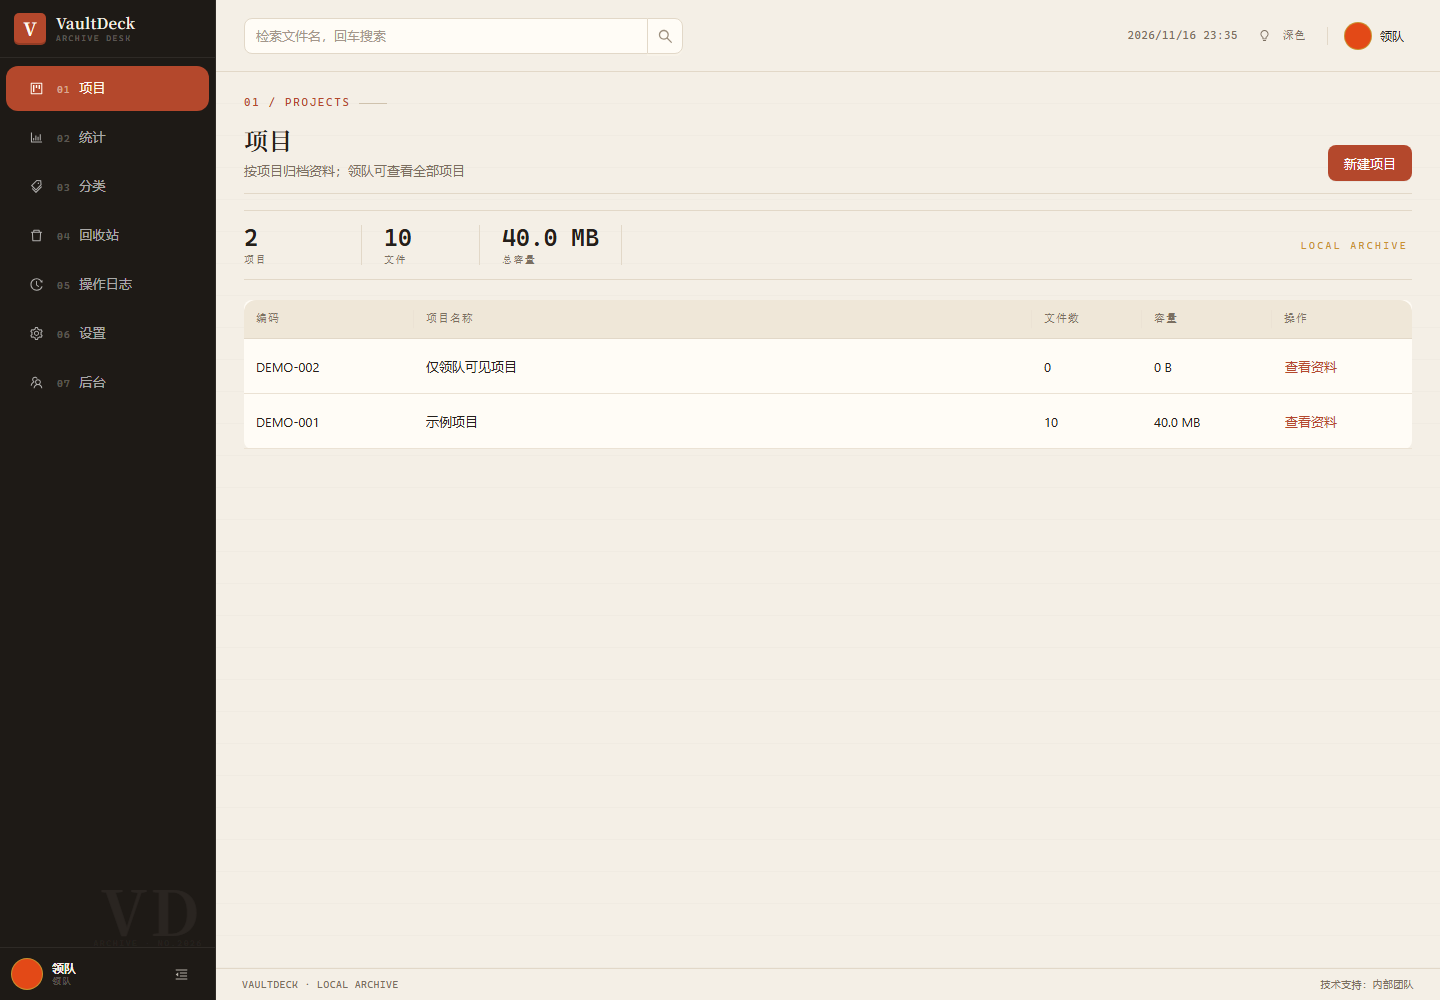 V VaultDeck
ARCHIVE DESK
01 项目
02 统计
03 分类
04 回收站
05 操作日志
06 设置
07 后台
VD
领队
领队
检索文件名，回车搜索
2026/11/16 23:35 深色 领队
01 / PROJECTS
项目
按项目归档资料；领队可查看全部项目
新建项目
2 项目
10 文件
40.0 MB 总容量
LOCAL ARCHIVE
编码 项目名称 文件数 容量 操作
DEMO-002 仅领队可见项目 0 0 B 查看资料
DEMO-001 示例项目 10 40.0 MB 查看资料
VAULTDECK · LOCAL ARCHIVE
技术支持：内部团队